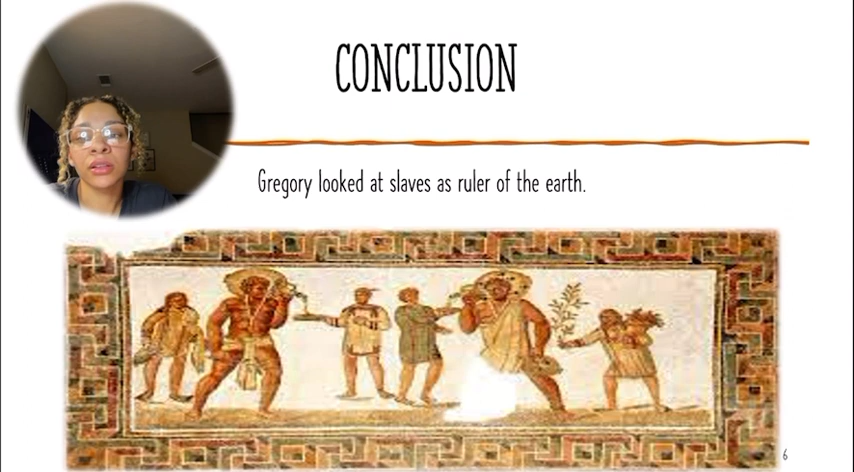 CONCLUSION
Gregory looked at slaves as ruler of the earth.
6